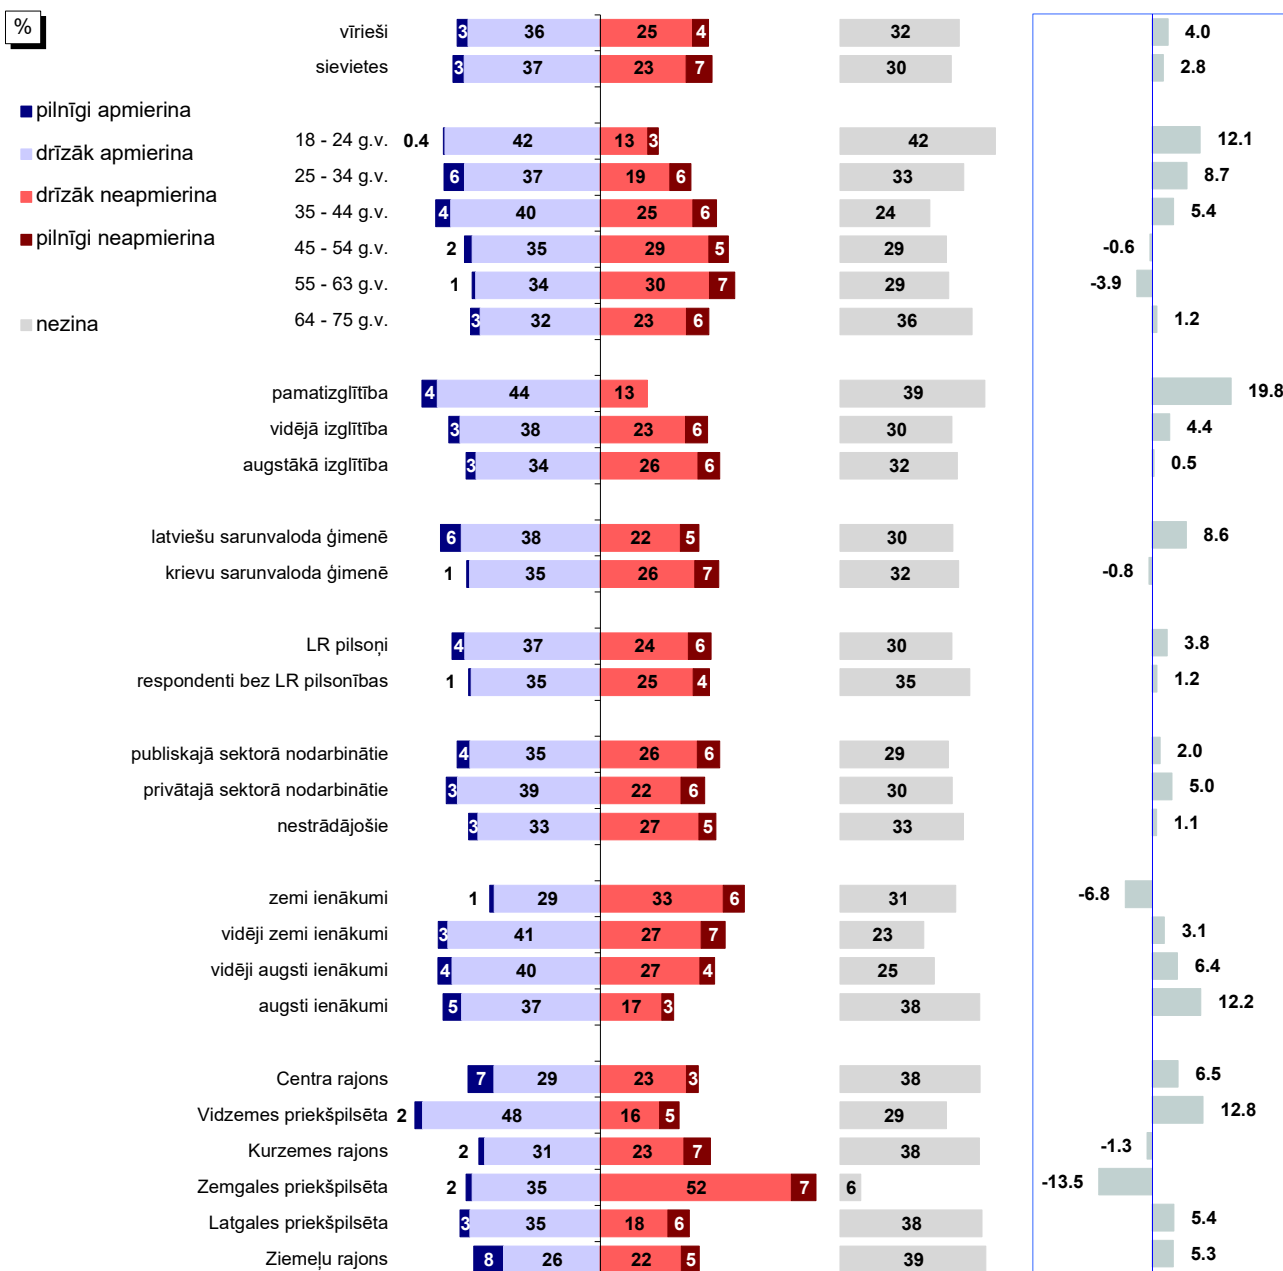 %
vīrieši 3 36 25 4 32 4.0
sievietes 3 37 23 7 30 2.8
pilnīgi apmierina
drīzāk apmierina
drīzāk neapmierina
pilnīgi neapmierina
nezina
18 - 24 g.v. 0.4 42 13 3 42 12.1
25 - 34 g.v. 6 37 19 6 33 8.7
35 - 44 g.v. 4 40 25 6 24 5.4
45 - 54 g.v. 2 35 29 5 29 -0.6
55 - 63 g.v. 1 34 30 7 29 -3.9
64 - 75 g.v. 3 32 23 6 36 1.2
pamatizglītība 4 44 13 39 19.8
vidējā izglītība 3 38 23 6 30 4.4
augstākā izglītība 3 34 26 6 32 0.5
latviešu sarunvaloda ģimenē 6 38 22 5 30 8.6
krievu sarunvaloda ģimenē 1 35 26 7 32 -0.8
LR pilsoņi 4 37 24 6 30 3.8
respondenti bez LR pilsonības 1 35 25 4 35 1.2
publiskajā sektorā nodarbinātie 4 35 26 6 29 2.0
privātajā sektorā nodarbinātie 3 39 22 6 30 5.0
nestrādājošie 3 33 27 5 33 1.1
zemi ienākumi 1 29 33 6 31 -6.8
vidēji zemi ienākumi 3 41 27 7 23 3.1
vidēji augsti ienākumi 4 40 27 4 25 6.4
augsti ienākumi 5 37 17 3 38 12.2
Centra rajons 7 29 23 3 38 6.5
Vidzemes priekšpilsēta 2 48 16 5 29 12.8
Kurzemes rajons 2 31 23 7 38 -1.3
Zemgales priekšpilsēta 2 35 52 7 6 -13.5
Latgales priekšpilsēta 3 35 18 6 38 5.4
Ziemeļu rajons 8 26 22 5 39 5.3